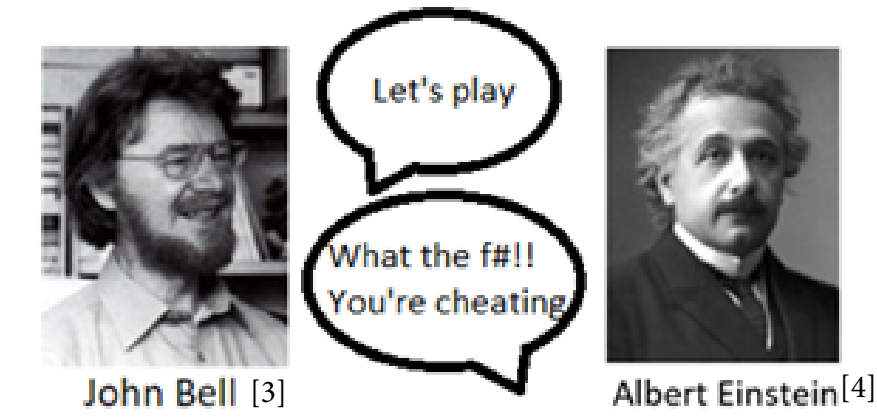 Let's play
What the f#!!
You're cheating
John Bell [3]
Albert Einstein[4]